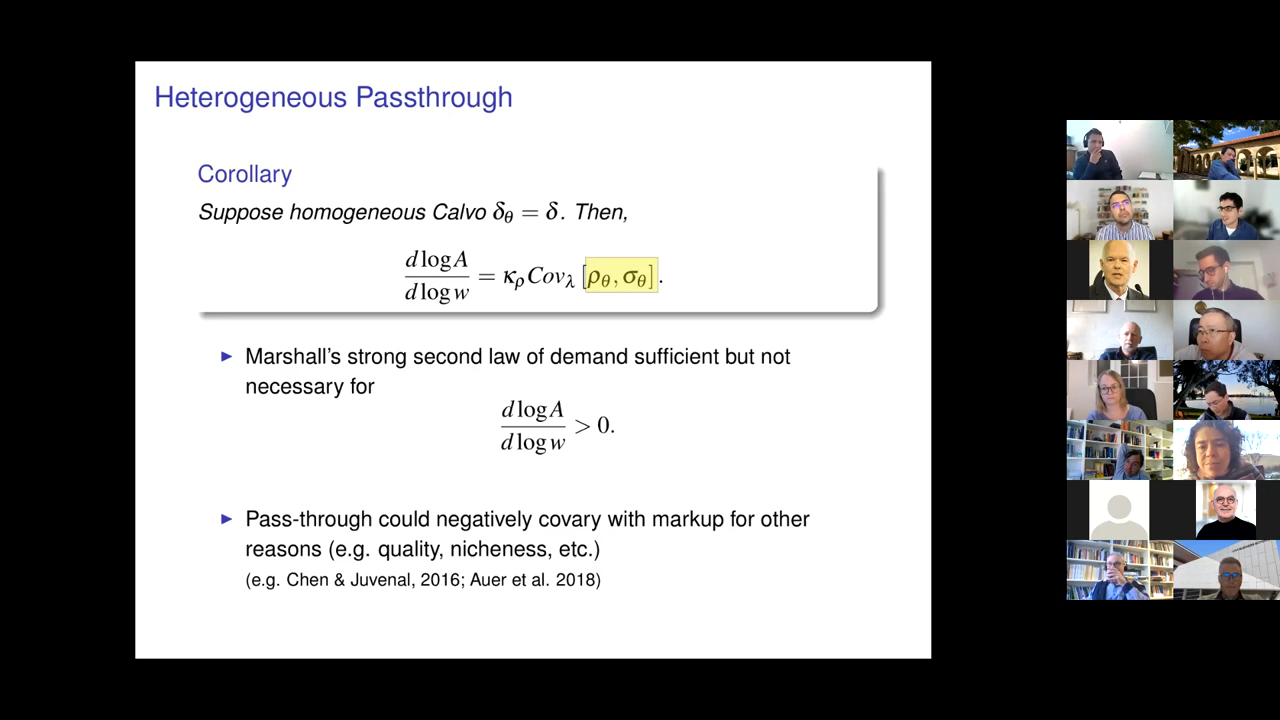 Heterogeneous Passthrough
Corollary
Suppose homogeneous Calvo δ_θ = δ. Then,
d log A / d log w = κ_ρ Cov_λ [ρ_θ, σ_θ].
▶ Marshall's strong second law of demand sufficient but not
necessary for
d log A / d log w > 0.
▶ Pass-through could negatively covary with markup for other
reasons (e.g. quality, nicheness, etc.)
(e.g. Chen & Juvenal, 2016; Auer et al. 2018)